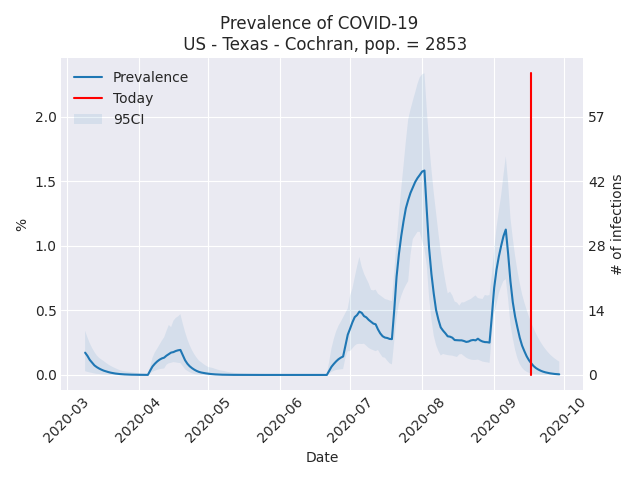 Prevalence of COVID-19
US - Texas - Cochran, pop. = 2853
Prevalence
Today
95CI
%
2.0
1.5
1.0
0.5
0.0
57
42
28
14
0
# of infections
2020-03
2020-04
2020-05
2020-06
2020-07
2020-08
2020-09
2020-10
Date